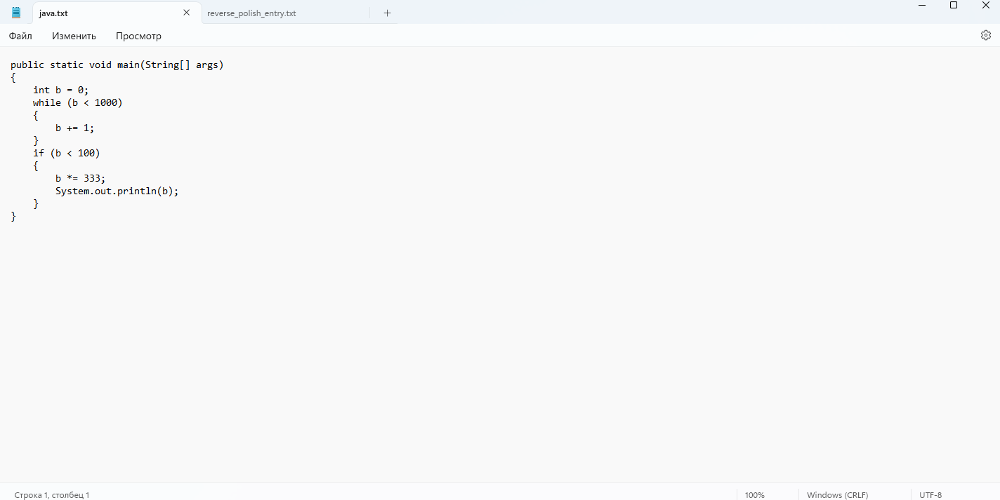 java.txt
reverse_polish_entry.txt
Файл Изменить Просмотр
public static void main(String[] args)
{
    int b = 0;
    while (b < 1000)
    {
        b += 1;
    }
    if (b < 100)
    {
        b *= 333;
        System.out.println(b);
    }
}
Строка 1, столбец 1
100%
Windows (CRLF)
UTF-8